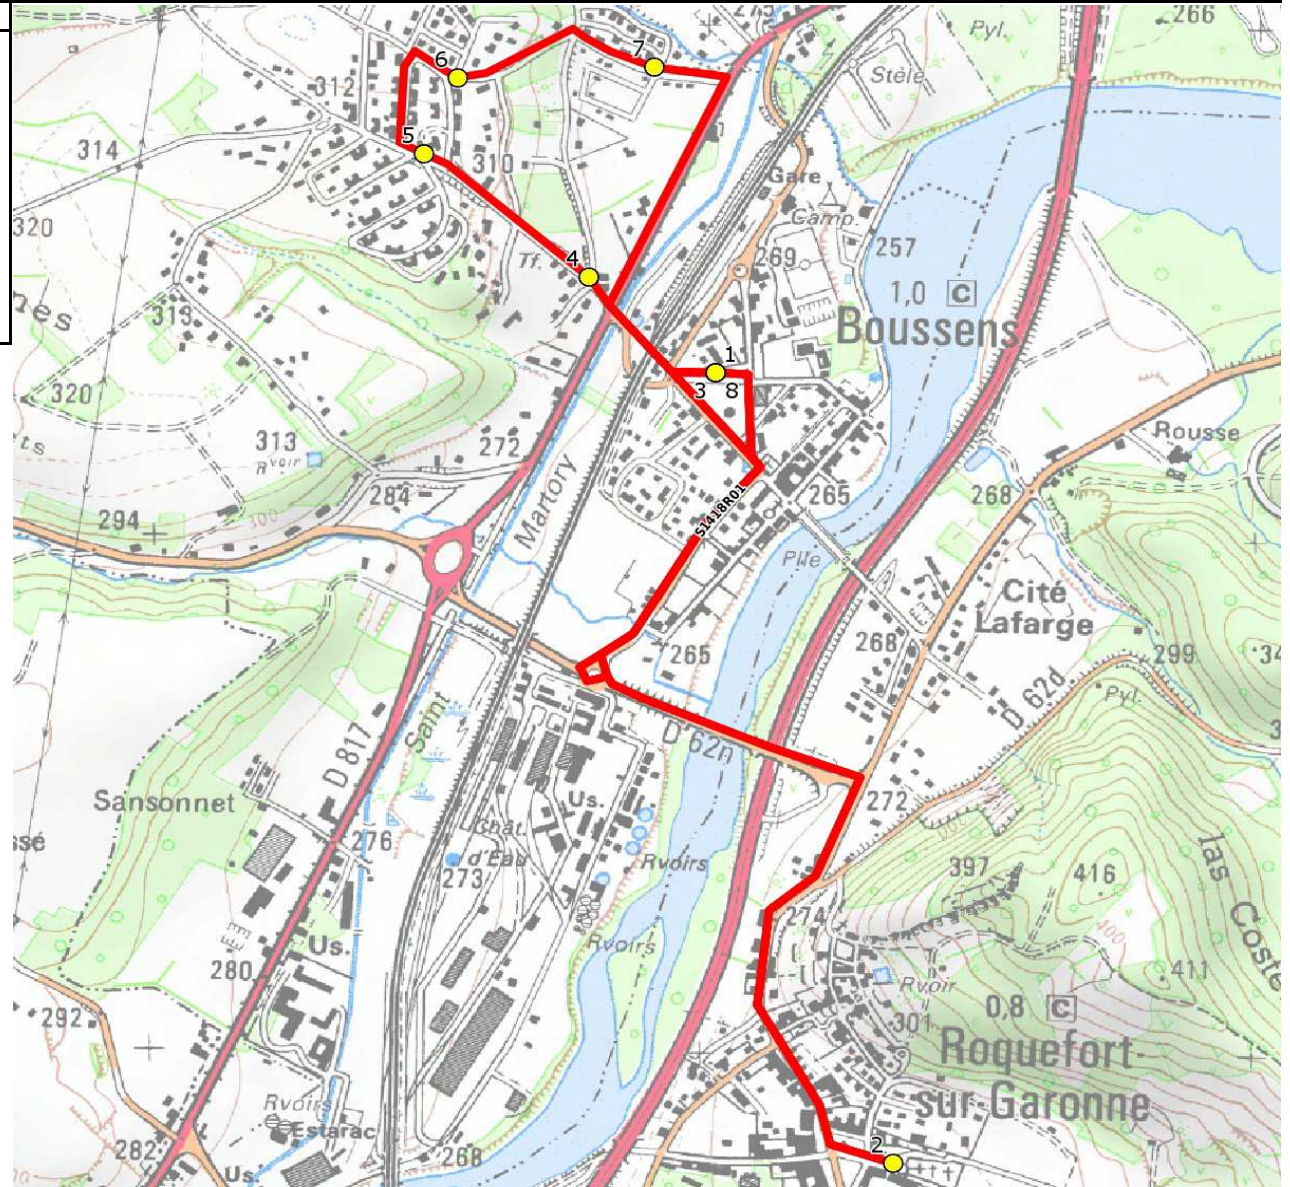 275
266
Pyl.
7
6
Stèle
312
314
5
310
Gare
Camp
320
257
4
Tf.
269
1,0 C
Boussens
313
1
3 8
320
Rousse
313
Rvoir
272
284
265
268
S1418R01
294
Martory
Pile
Cité
Lafarge
268
299
265
Pyl.
D 62d
Saint
D 62n
D 817
272
Sansonnet
Us.
276
Chât.
d'Eau
273
Rvoirs
397
416
las Coste
274
400
Rvoirs
Us.
411
280
Rvoir
292
0,8 C
301
Roquefort-
sur-Garonne
Rvoirs
Estarac
282
268
2
Us.